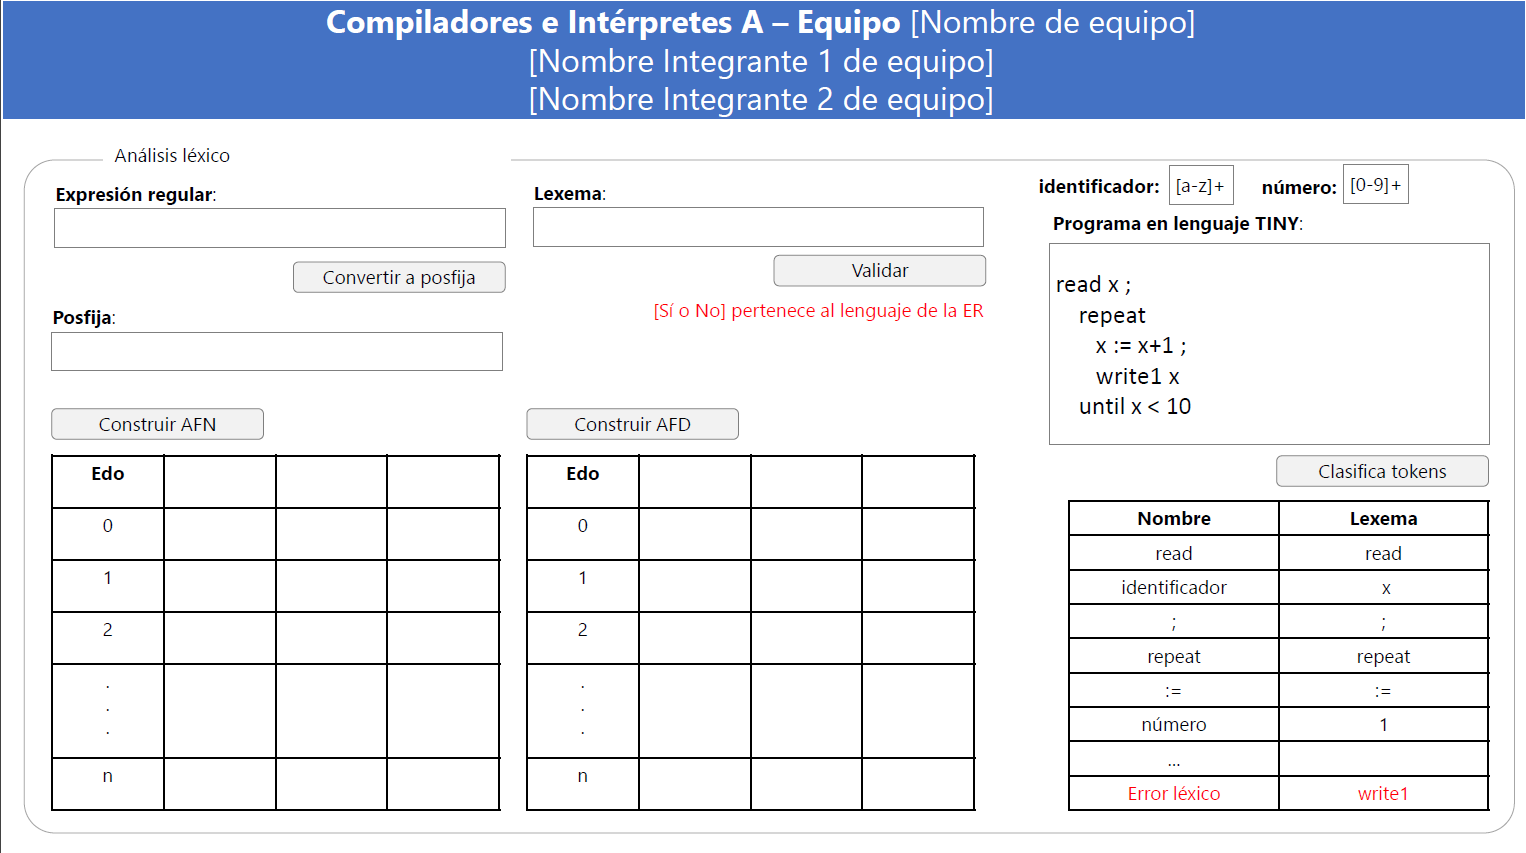 Compiladores e Intérpretes A – Equipo [Nombre de equipo]
[Nombre Integrante 1 de equipo]
[Nombre Integrante 2 de equipo]
Análisis léxico
Expresión regular:
Convertir a posfija
Posfija:
Lexema:
Validar
[Sí o No] pertenece al lenguaje de la ER
Construir AFN
Edo
0
1
2
.
.
.
n
Construir AFD
Edo
0
1
2
.
.
.
n
identificador: [a-z]+ número: [0-9]+
Programa en lenguaje TINY:
read x ;
repeat
x := x+1 ;
write1 x
until x < 10
Clasifica tokens
Nombre Lexema
read read
identificador x
; ;
repeat repeat
:= :=
número 1
...
Error léxico write1